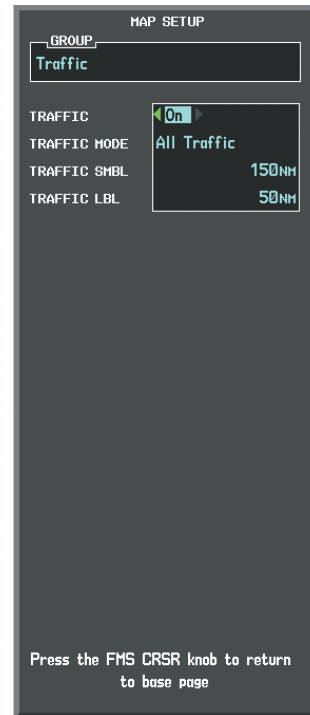 MAP SETUP
GROUP
Traffic
TRAFFIC On
TRAFFIC MODE All Traffic
TRAFFIC SMBL 150NM
TRAFFIC LBL 50NM
Press the FMS CRSR knob to return
to base page